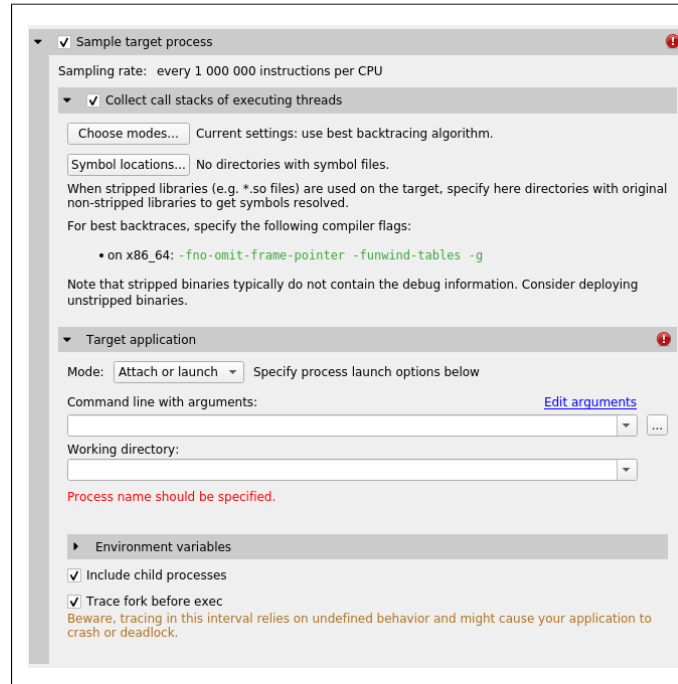 Sample target process
Sampling rate: every 1 000 000 instructions per CPU
Collect call stacks of executing threads
Choose modes... Current settings: use best backtracing algorithm.
Symbol locations... No directories with symbol files.
When stripped libraries (e.g. *.so files) are used on the target, specify here directories with original
non-stripped libraries to get symbols resolved.
For best backtraces, specify the following compiler flags:
• on x86_64: -fno-omit-frame-pointer -funwind-tables -g
Note that stripped binaries typically do not contain the debug information. Consider deploying
unstripped binaries.
Target application
Mode: Attach or launch Specify process launch options below
Command line with arguments: Edit arguments
...
Working directory:
Process name should be specified.
Environment variables
Include child processes
Trace fork before exec
Beware, tracing in this interval relies on undefined behavior and might cause your application to
crash or deadlock.